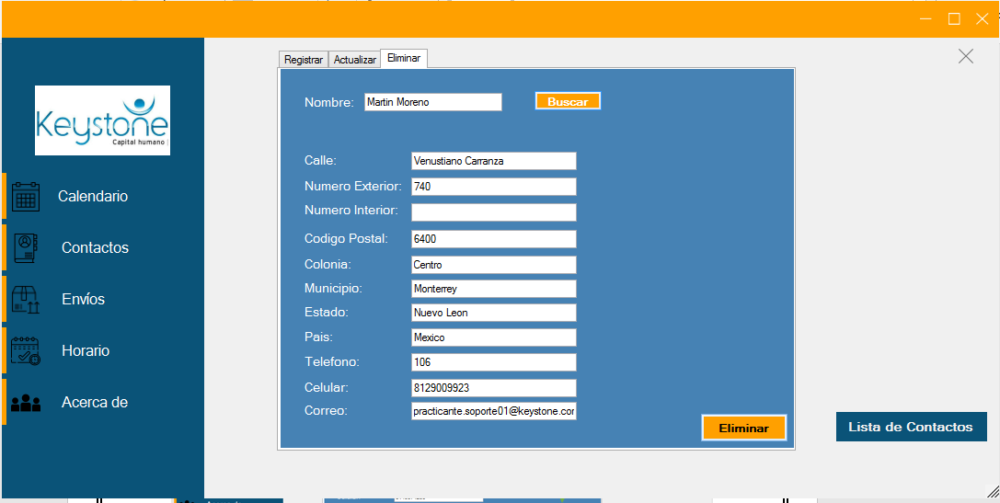 Keystone
Capital humano
Calendario
Contactos
Envíos
Horario
Acerca de
Registrar Actualizar Eliminar
Nombre: Martin Moreno Buscar
Calle: Venustiano Carranza
Numero Exterior: 740
Numero Interior:
Codigo Postal: 6400
Colonia: Centro
Municipio: Monterrey
Estado: Nuevo Leon
Pais: Mexico
Telefono: 106
Celular: 8129009923
Correo: practicante.soporte01@keystone.cor
Eliminar
Lista de Contactos